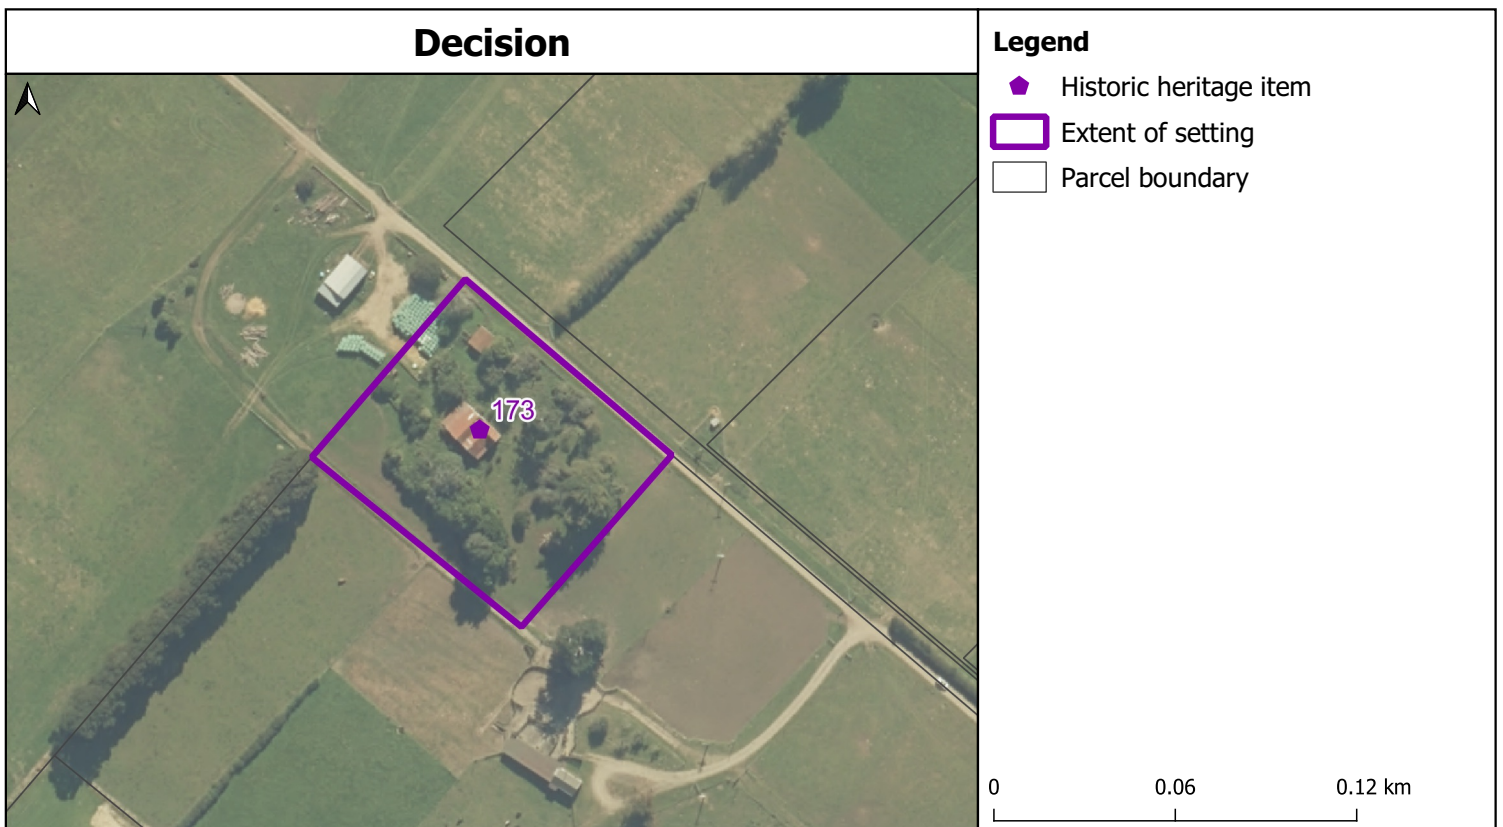 Decision
173
Legend
Historic heritage item
Extent of setting
Parcel boundary
0 0.06 0.12 km